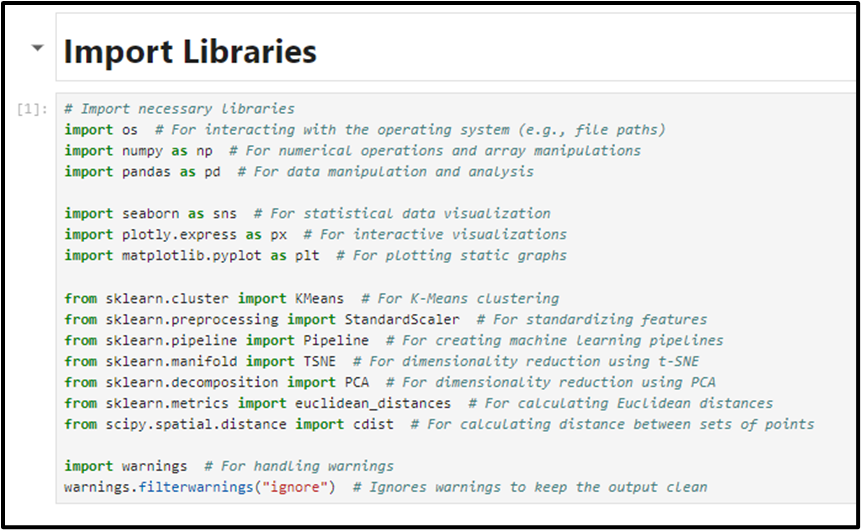 Import Libraries
[1]:
# Import necessary libraries
import os  # For interacting with the operating system (e.g., file paths)
import numpy as np  # For numerical operations and array manipulations
import pandas as pd  # For data manipulation and analysis
import seaborn as sns  # For statistical data visualization
import plotly.express as px  # For interactive visualizations
import matplotlib.pyplot as plt  # For plotting static graphs
from sklearn.cluster import KMeans  # For K-Means clustering
from sklearn.preprocessing import StandardScaler  # For standardizing features
from sklearn.pipeline import Pipeline  # For creating machine learning pipelines
from sklearn.manifold import TSNE  # For dimensionality reduction using t-SNE
from sklearn.decomposition import PCA  # For dimensionality reduction using PCA
from sklearn.metrics import euclidean_distances  # For calculating Euclidean distances
from scipy.spatial.distance import cdist  # For calculating distance between sets of points
import warnings  # For handling warnings
warnings.filterwarnings("ignore")  # Ignores warnings to keep the output clean